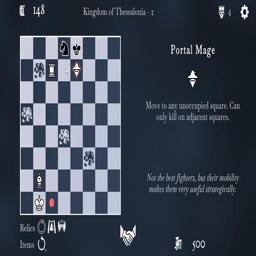 148
Kingdom of Thessalonia - 2
4
Portal Mage
Move to any unoccupied square. Can
only kill on adjacent squares.
Not the best fighters, but their mobility
makes them very useful strategically.
Relics
Items
500